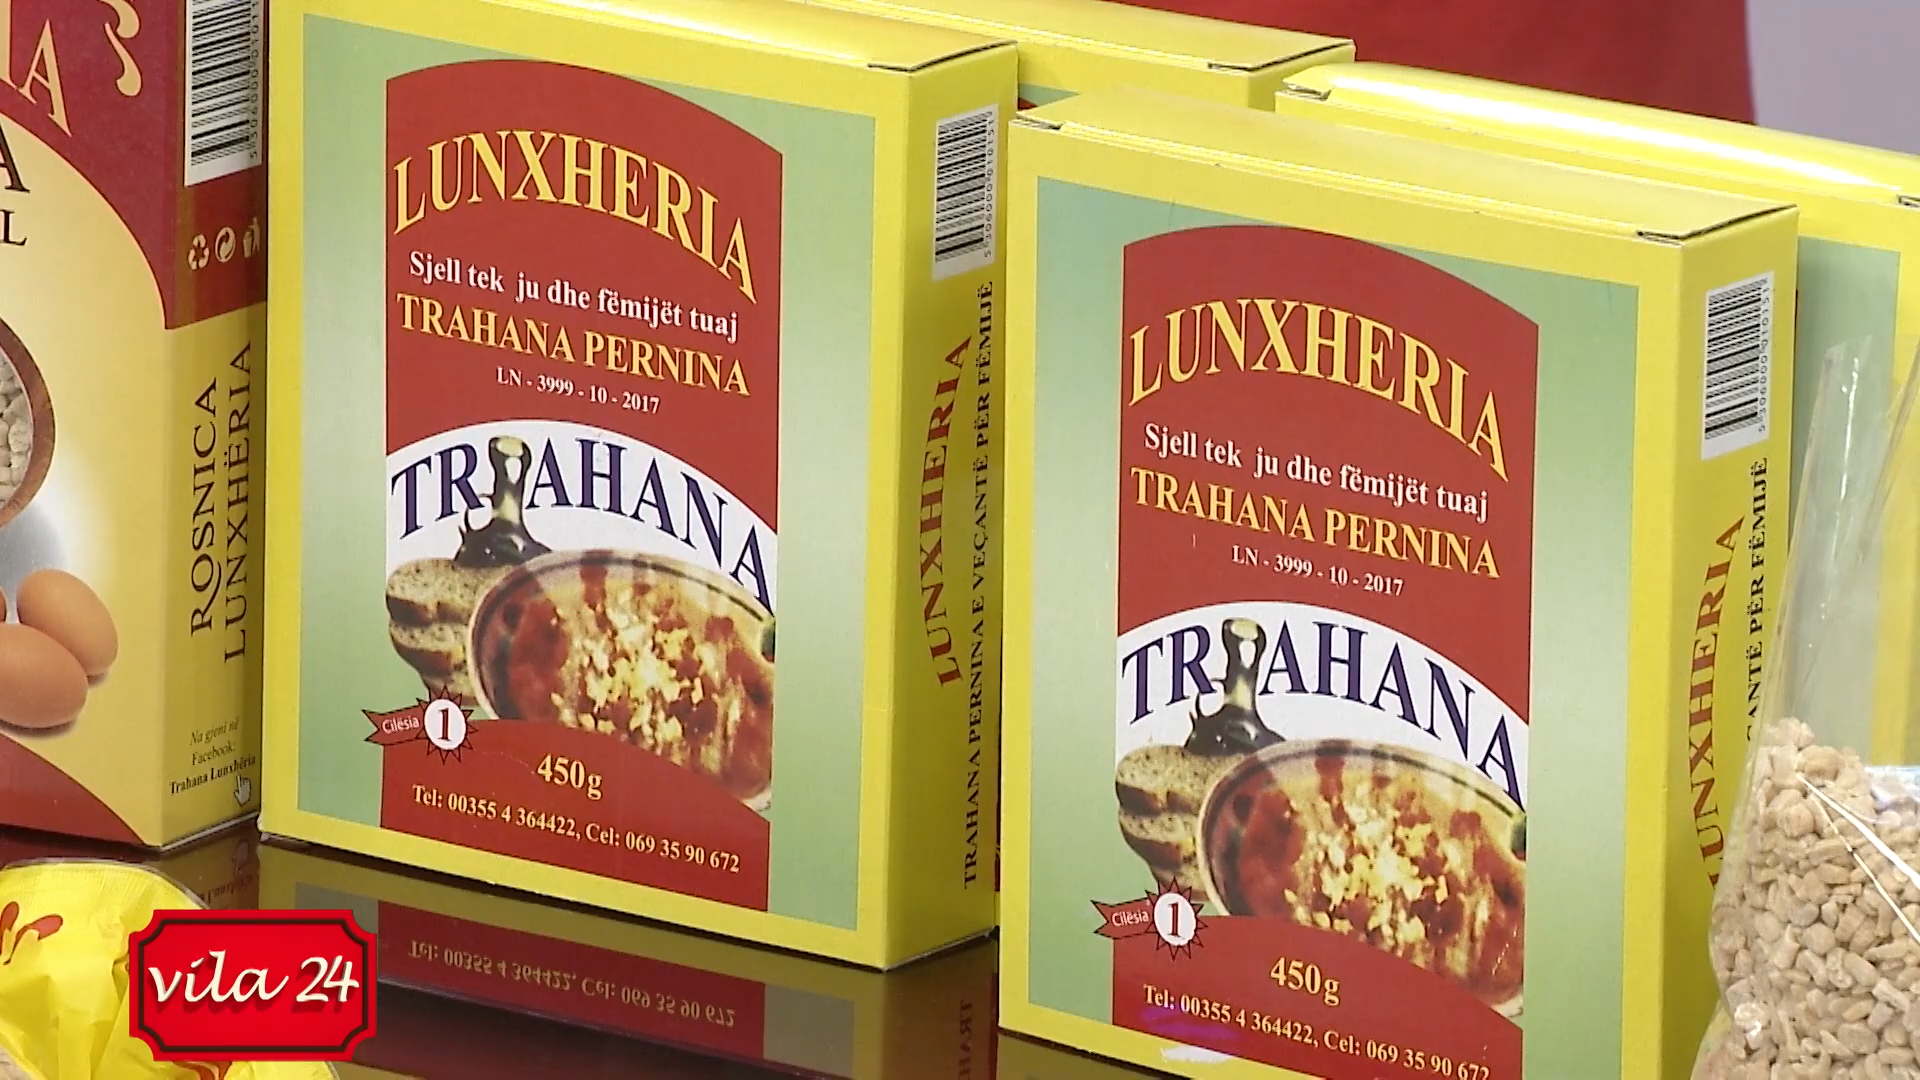 ROSNICA
LUNXHËRIA
Na gjeni në
Facebook:
Trahana Lunxhëria
LUNXHERIA
Sjell tek ju dhe fëmijët tuaj
TRAHANA PERNINA
LN - 3999 - 10 - 2017
TRAHANA
Cilësia 1
450g
Tel: 00355 4 364422, Cel: 069 35 90 672
LUNXHERIA
TRAHANA PERNINA E VEÇANTË PËR FËMIJË
LUNXHERIA
Sjell tek ju dhe fëmijët tuaj
TRAHANA PERNINA
LN - 3999 - 10 - 2017
TRAHANA
Cilësia 1
450g
Tel: 00355 4 364422, Cel: 069 35 90 672
LUNXHERIA
PËR FËMIJË
vila 24